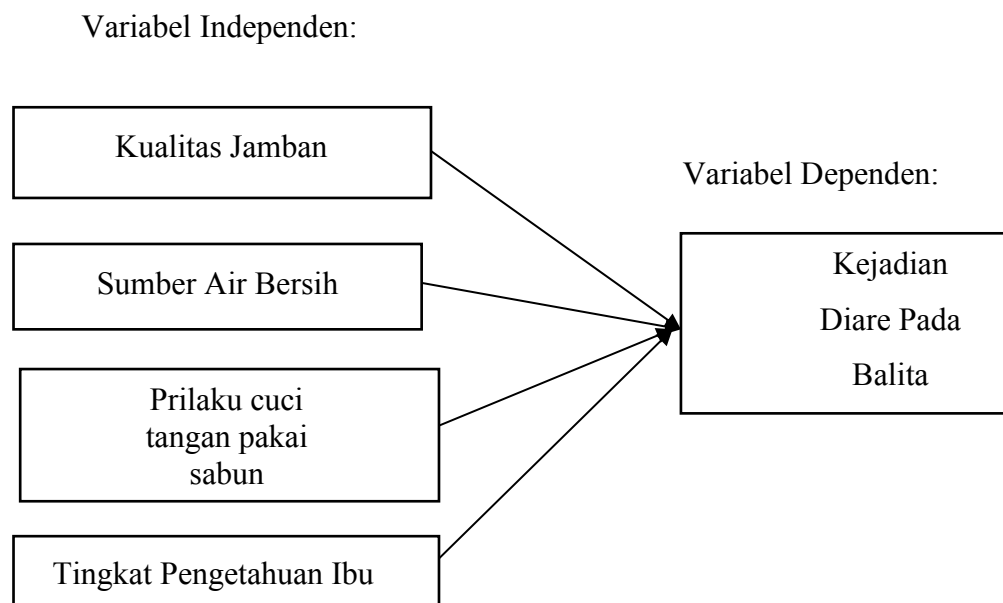 Variabel Independen:
Kualitas Jamban
Sumber Air Bersih
Prilaku cuci
tangan pakai
sabun
Tingkat Pengetahuan Ibu
Variabel Dependen:
Kejadian
Diare Pada
Balita